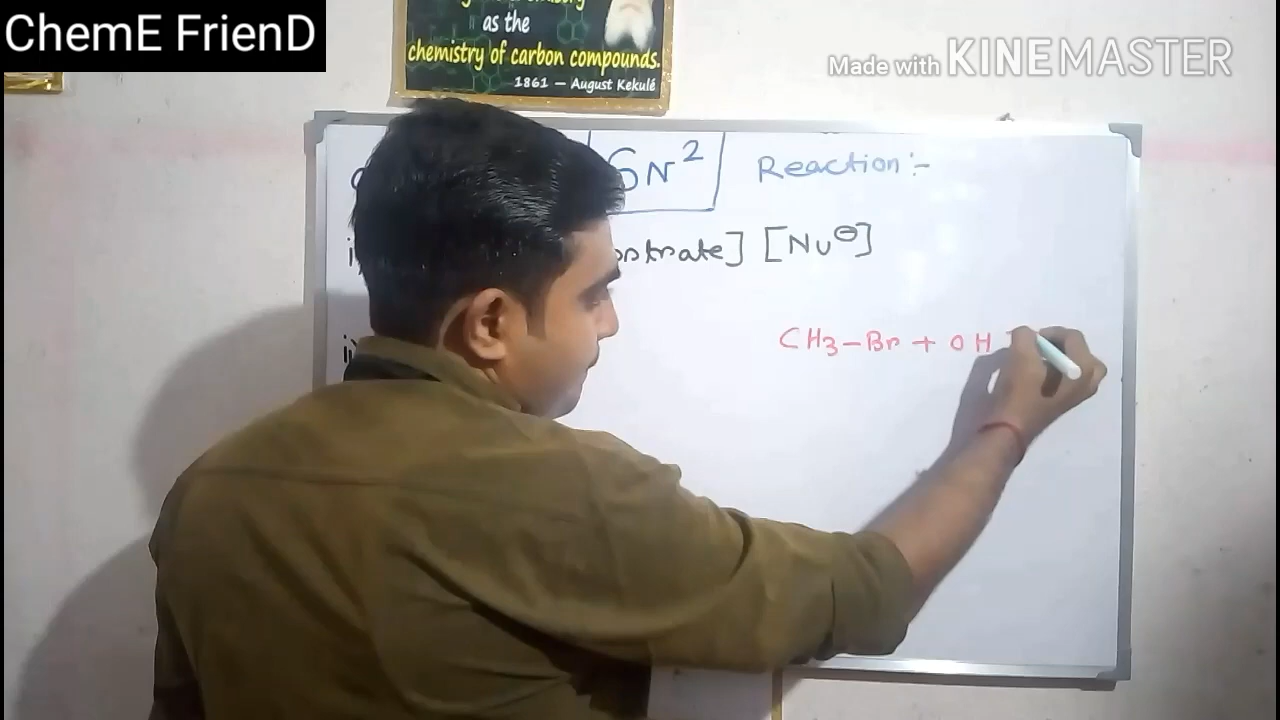 ChemE FrienD
as the
chemistry of carbon compounds.
1861 — August Kekulé
Made with KINEMASTER
SN² Reaction :-
] [Nu⊖]
CH3-Br + OH